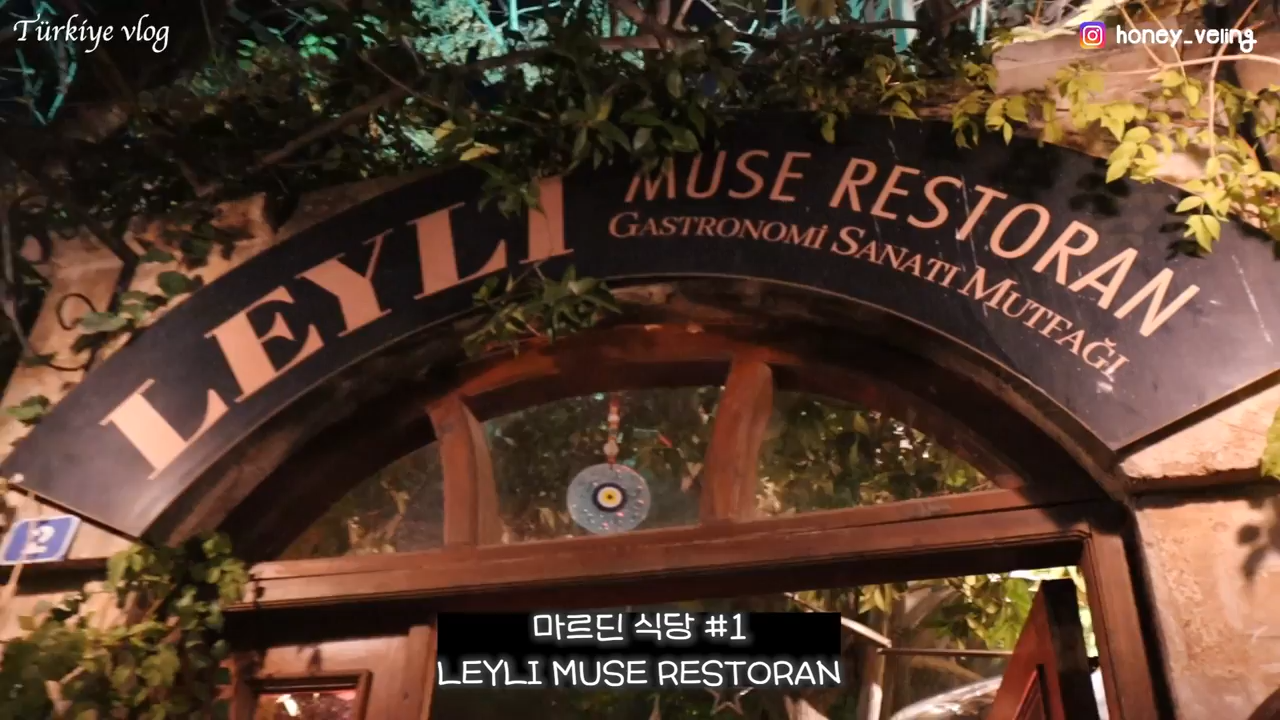 Türkiye vlog
honey_veling
LEYLI
MUSE RESTORAN
GASTRONOMİ SANATI MUTFAĞI
2
마르딘 식당 #1
LEYLI MUSE RESTORAN